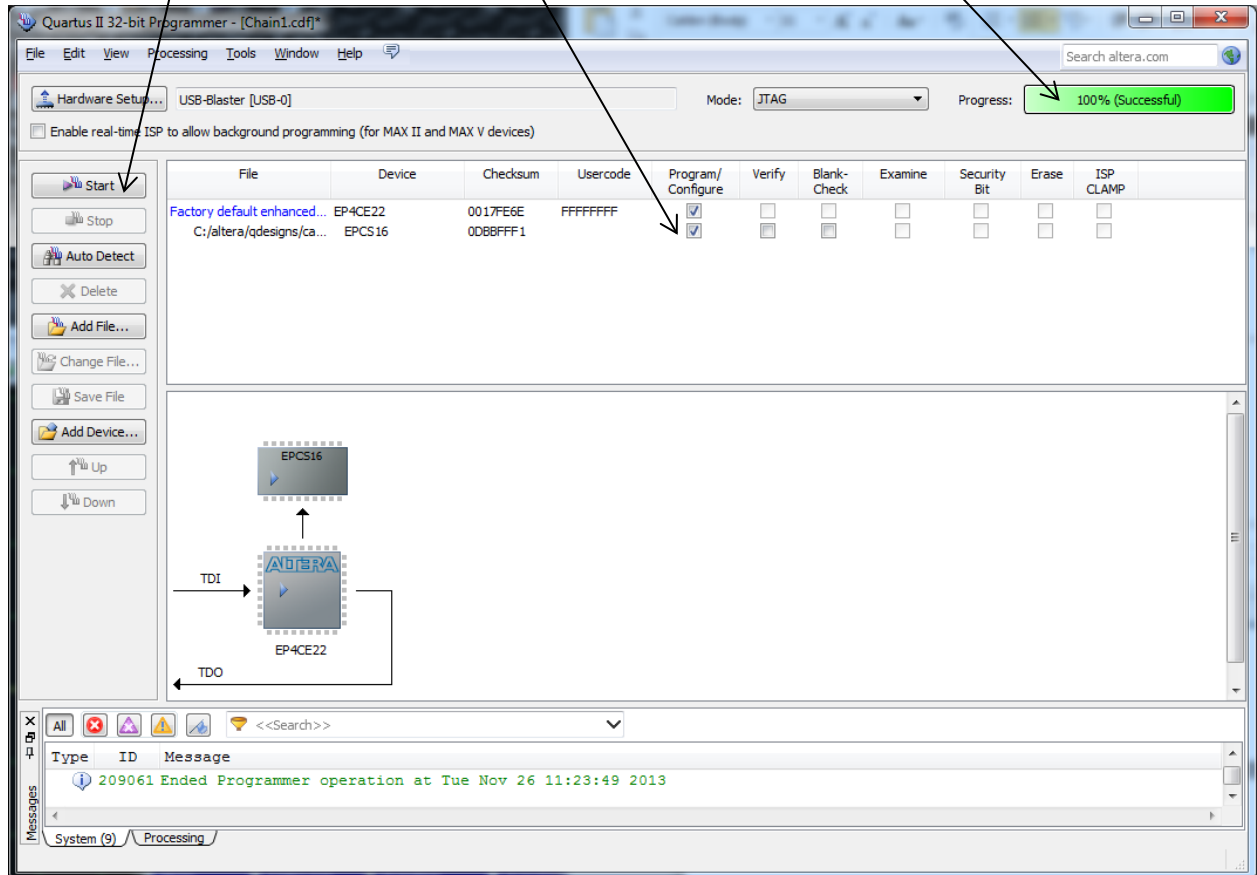 Quartus II 32-bit Programmer - [Chain1.cdf]*
File Edit View Processing Tools Window Help
Search altera.com
Hardware Setup... USB-Blaster [USB-0] Mode: JTAG Progress: 100% (Successful)
Enable real-time ISP to allow background programming (for MAX II and MAX V devices)
Start
Stop
Auto Detect
Delete
Add File...
Change File...
Save File
Add Device...
Up
Down
File Device Checksum Usercode Program/ Configure Verify Blank- Check Examine Security Bit Erase ISP CLAMP
Factory default enhanced... EP4CE22 0017FE6E FFFFFFFF
C:/altera/qdesigns/ca... EPCS16 0DBBFFF1
EPCS16
ALTERA
TDI
EP4CE22
TDO
All <<Search>>
Type ID Message
209061 Ended Programmer operation at Tue Nov 26 11:23:49 2013
Messages
System (9) Processing